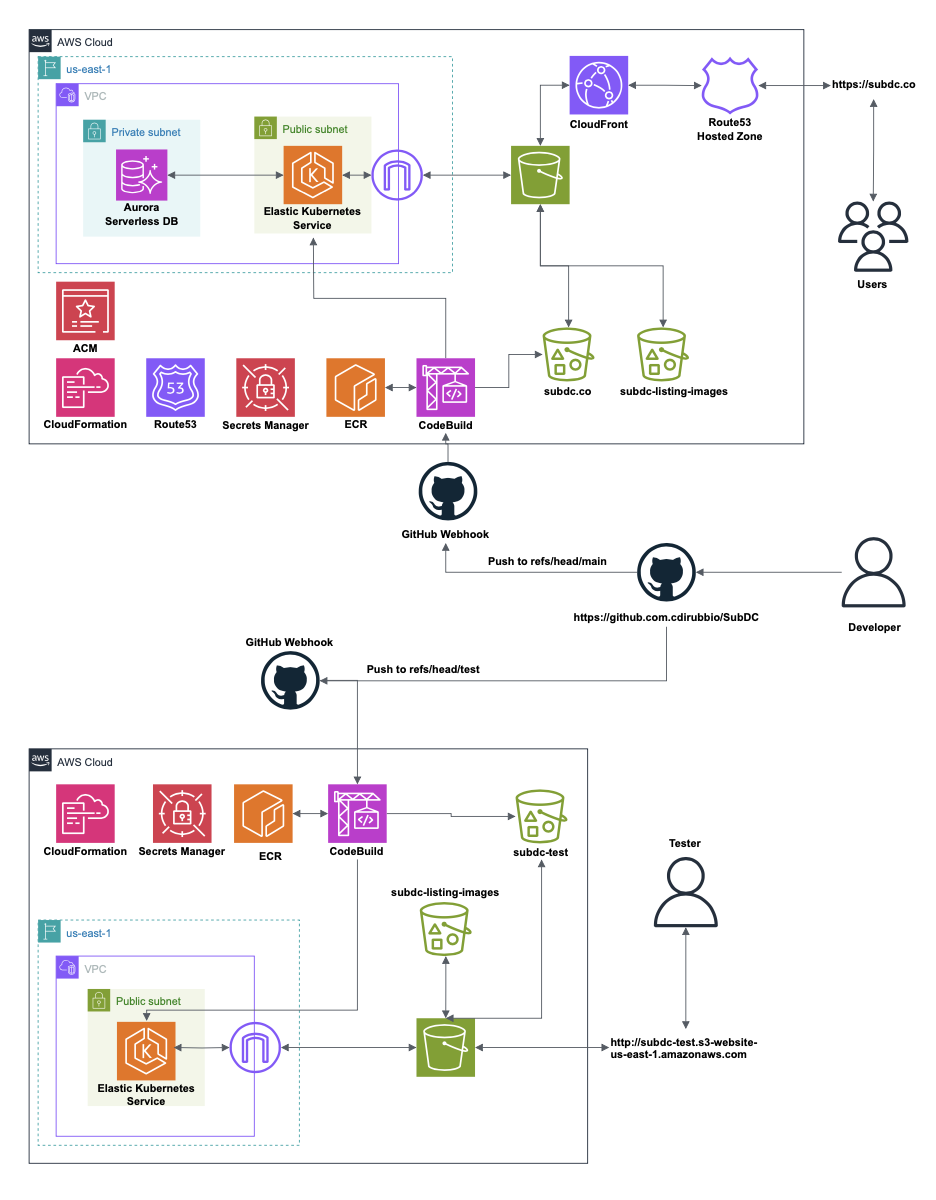 aws
AWS Cloud
us-east-1
VPC
Private subnet
Public subnet
Aurora
Serverless DB
K
Elastic Kubernetes
Service
CloudFront
Route53
Hosted Zone
https://subdc.co
Users
ACM
CloudFormation
53
Route53
Secrets Manager
ECR
</>
CodeBuild
subdc.co
subdc-listing-images
GitHub Webhook
Push to refs/head/main
https://github.com.cdirubbio/SubDC
Developer
GitHub Webhook
Push to refs/head/test
aws
AWS Cloud
CloudFormation
Secrets Manager
ECR
</>
CodeBuild
subdc-test
Tester
subdc-listing-images
us-east-1
VPC
Public subnet
K
Elastic Kubernetes
Service
http://subdc-test.s3-website-
us-east-1.amazonaws.com